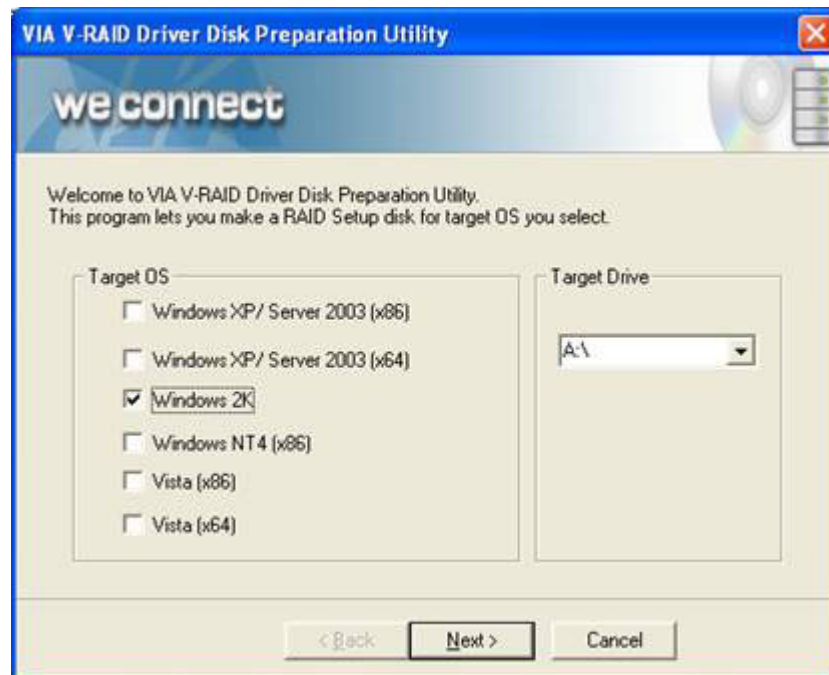 VIA V-RAID Driver Disk Preparation Utility
we connect
Welcome to VIA V-RAID Driver Disk Preparation Utility.
This program lets you make a RAID Setup disk for target OS you select.
Target OS
Windows XP/ Server 2003 (x86)
Windows XP/ Server 2003 (x64)
Windows 2K
Windows NT4 (x86)
Vista (x86)
Vista (x64)
Target Drive
A:\
< Back
Next >
Cancel